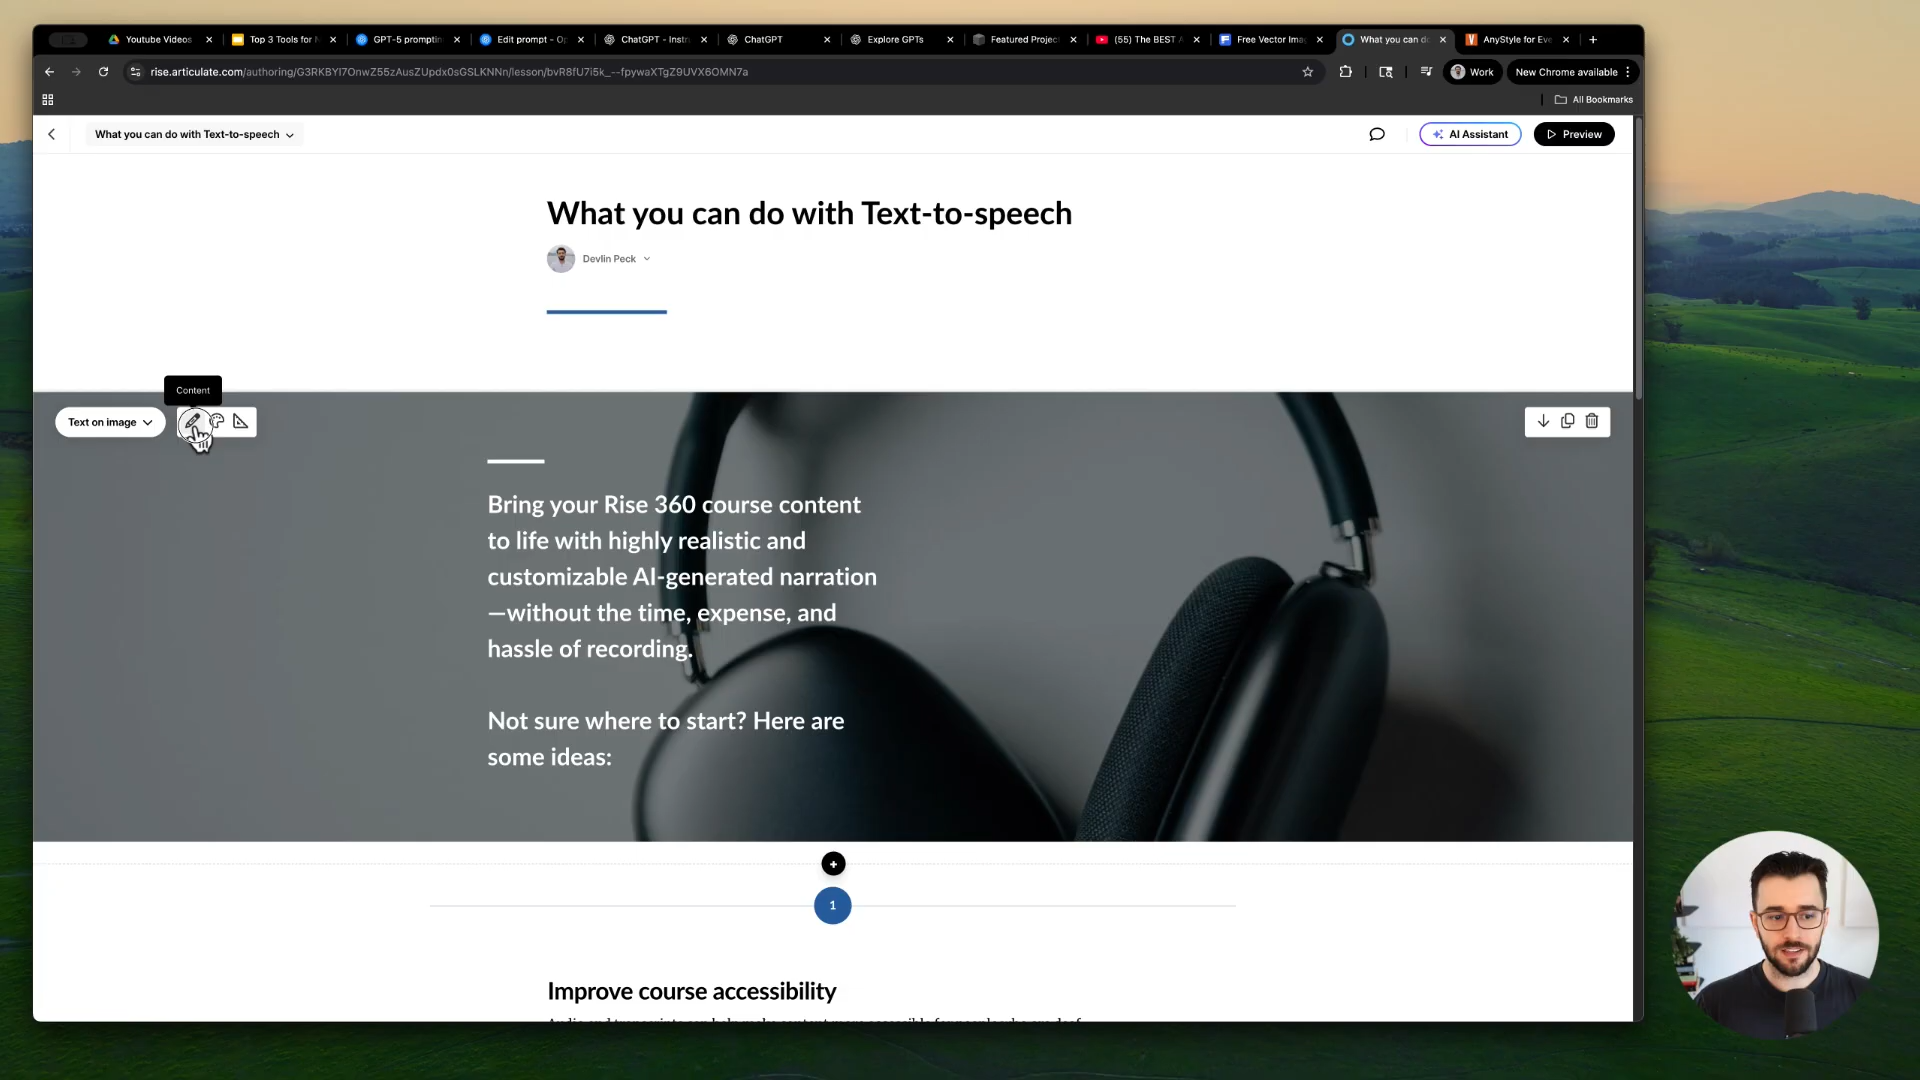 Youtube Videos
Top 3 Tools for
GPT-5 promptin
Edit prompt - Op
ChatGPT - Instr
ChatGPT
Explore GPTs
Featured Projec
(55) The BEST
Free Vector Ima
What you can do
AnyStyle for Eve
rise.articulate.com/authoring/G3RKBYI7OnwZ55zAusZUpdx0sGSLKNNn/lesson/bvR8fU7i5k_--fpywaXTgZ9UVX6OMN7a
Work
New Chrome available
All Bookmarks
What you can do with Text-to-speech
AI Assistant
Preview
What you can do with Text-to-speech
Devlin Peck
Content
Text on image
Bring your Rise 360 course content
to life with highly realistic and
customizable AI-generated narration
—without the time, expense, and
hassle of recording.
Not sure where to start? Here are
some ideas:
1
Improve course accessibility